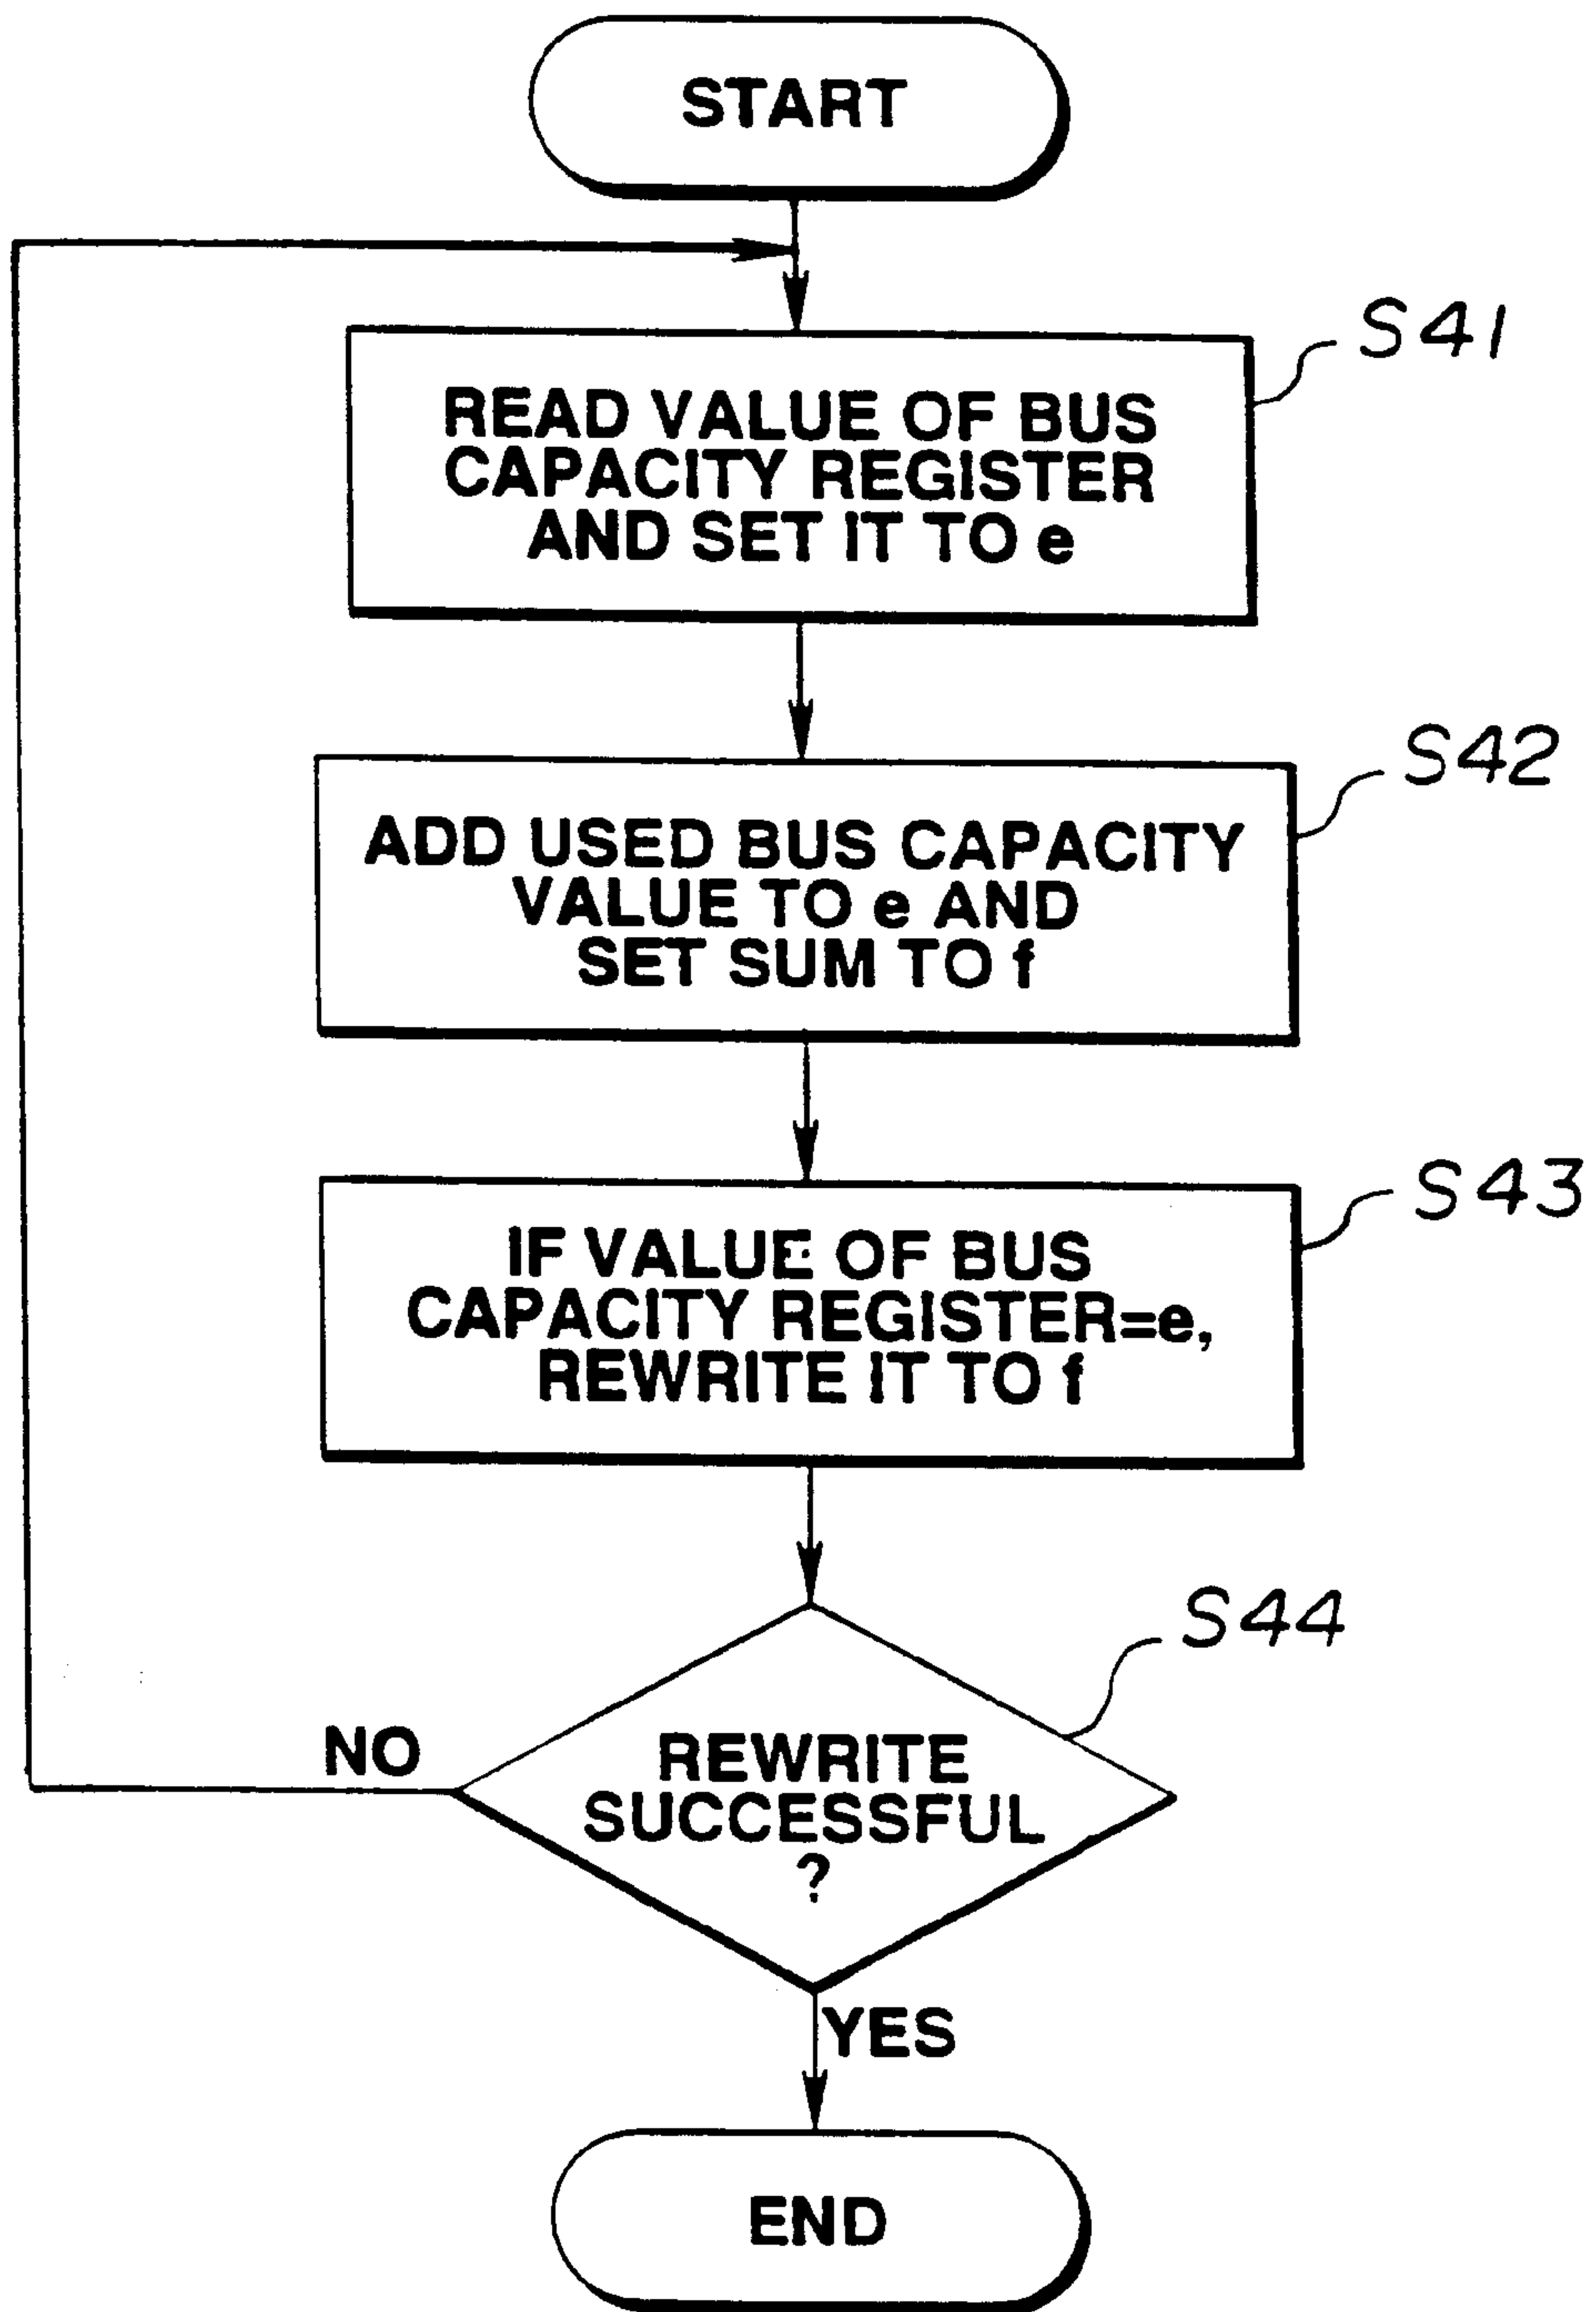 START
S41
READ VALUE OF BUS
CAPACITY REGISTER
AND SET IT TO e
S42
ADD USED BUS CAPACITY
VALUE TO e AND
SET SUM TO f
S43
IF VALUE OF BUS
CAPACITY REGISTER=e,
REWRITE IT TO f
S44
NO
REWRITE
SUCCESSFUL
?
YES
END